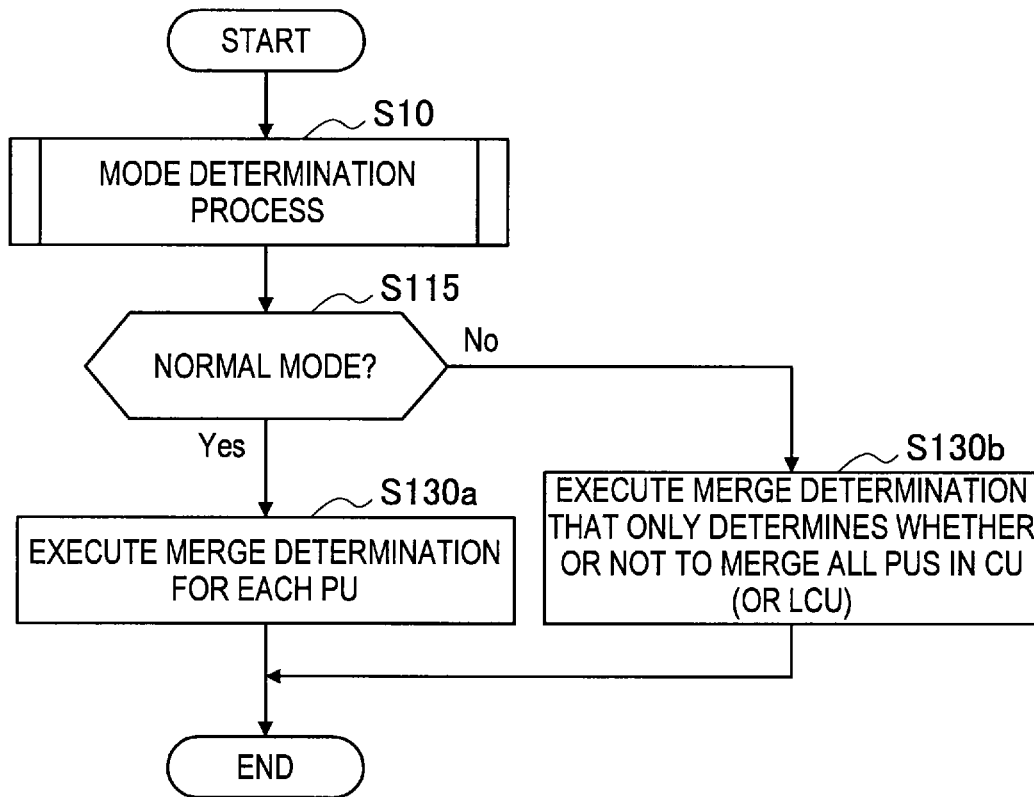 START
S10
MODE DETERMINATION
PROCESS
S115
NORMAL MODE?
No
Yes
S130a
EXECUTE MERGE DETERMINATION
FOR EACH PU
S130b
EXECUTE MERGE DETERMINATION
THAT ONLY DETERMINES WHETHER
OR NOT TO MERGE ALL PUS IN CU
(OR LCU)
END